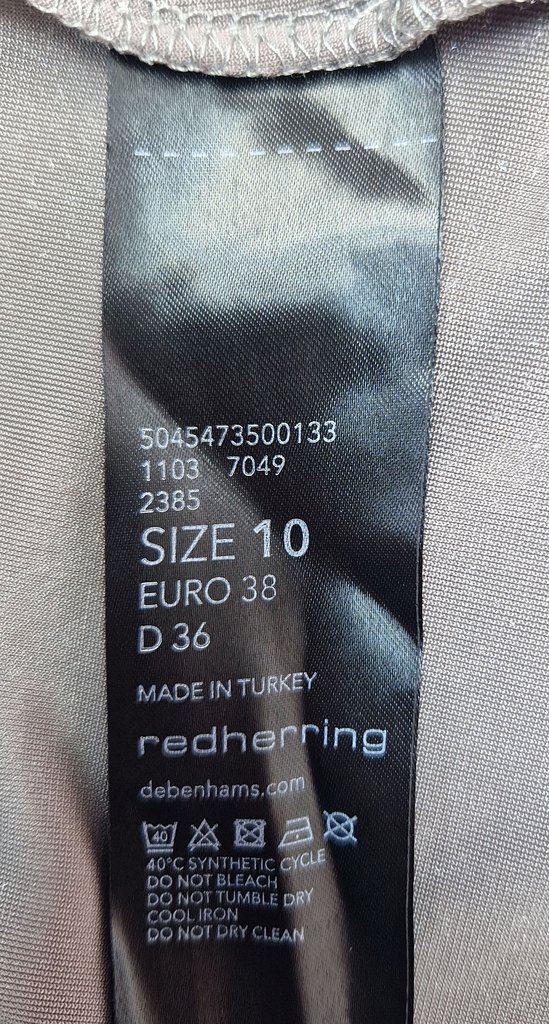 5045473500133
1103 7049
2385
SIZE 10
EURO 38
D 36
MADE IN TURKEY
redherring
debenhams.com
40
40°C SYNTHETIC CYCLE
DO NOT BLEACH
DO NOT TUMBLE DRY
COOL IRON
DO NOT DRY CLEAN